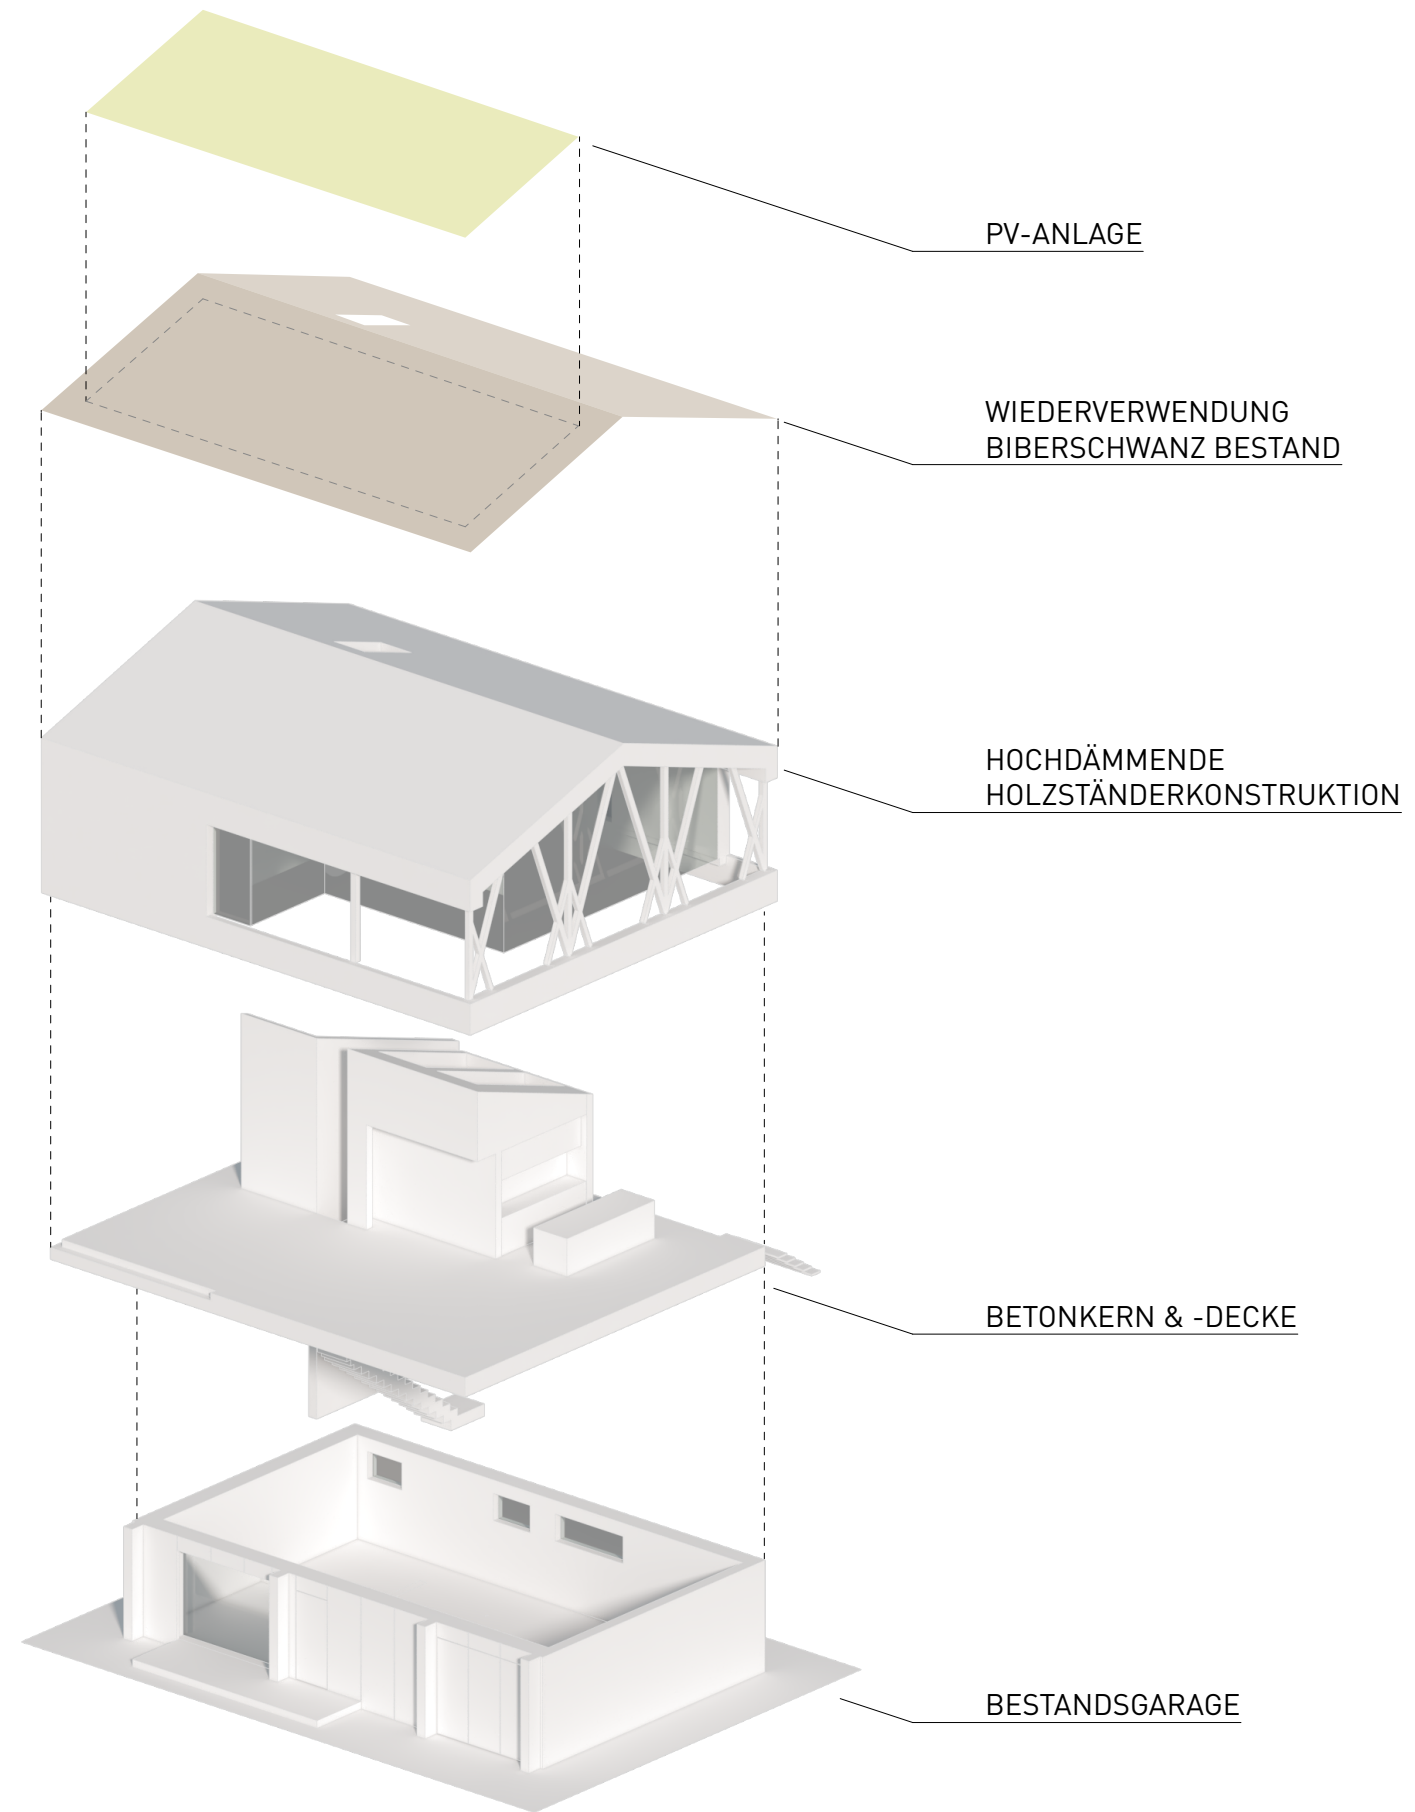 PV-ANLAGE
WIEDERVERWENDUNG
BIBERSCHWANZ BESTAND
HOCHDÄMMENDE
HOLZSTÄNDERKONSTRUKTION
BETONKERN & -DECKE
BESTANDSGARAGE